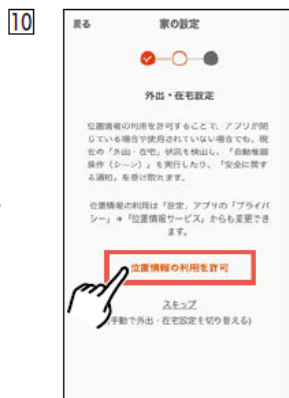 10
戻る 家の設定
外出・在宅設定
位置情報の利用を許可することで、アプリが閉
じている場合や使用されていない場合でも、現
在の「外出・在宅」状況を検出し、「自動機器
操作（シーン）」を実行したり、「安全に関す
る通知」を受け取れます。
位置情報の利用は「設定」アプリの「プライバ
シー」→「位置情報サービス」からも変更でき
ます。
位置情報の利用を許可
スキップ
(手動で外出・在宅設定を切り替える)